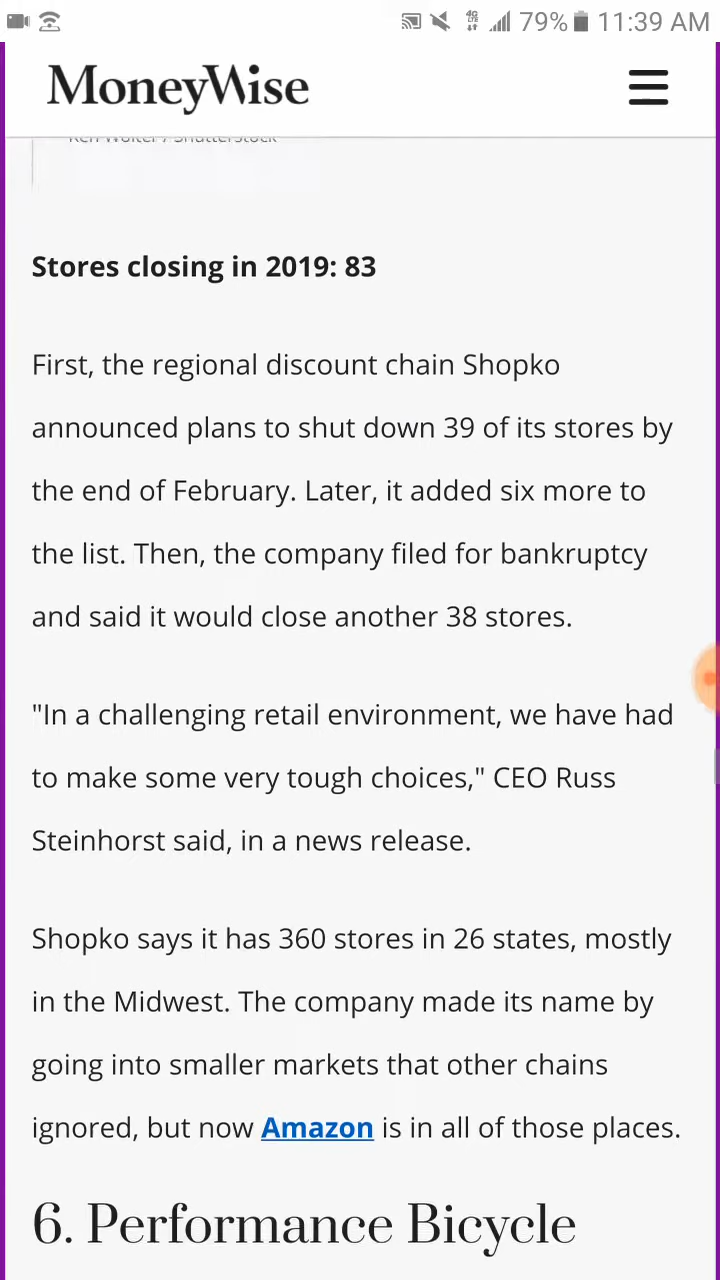 79% 11:39 AM
MoneyWise
Stores closing in 2019: 83
First, the regional discount chain Shopko
announced plans to shut down 39 of its stores by
the end of February. Later, it added six more to
the list. Then, the company filed for bankruptcy
and said it would close another 38 stores.
"In a challenging retail environment, we have had
to make some very tough choices," CEO Russ
Steinhorst said, in a news release.
Shopko says it has 360 stores in 26 states, mostly
in the Midwest. The company made its name by
going into smaller markets that other chains
ignored, but now Amazon is in all of those places.
6. Performance Bicycle